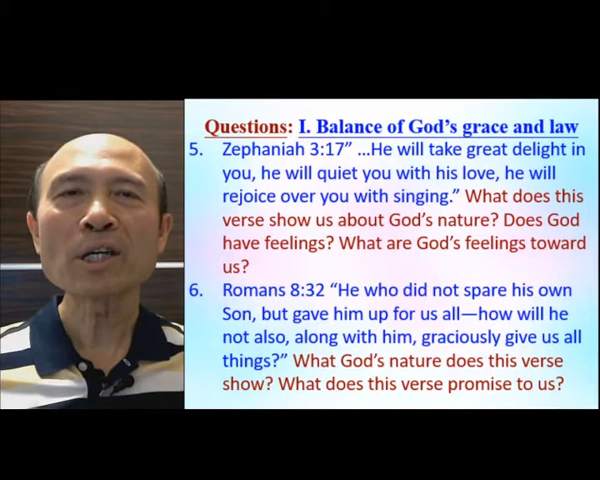 Questions: I. Balance of God's grace and law
5. Zephaniah 3:17” …He will take great delight in
you, he will quiet you with his love, he will
rejoice over you with singing.” What does this
verse show us about God's nature? Does God
have feelings? What are God's feelings toward
us?
6. Romans 8:32 “He who did not spare his own
Son, but gave him up for us all—how will he
not also, along with him, graciously give us all
things?” What God's nature does this verse
show? What does this verse promise to us?